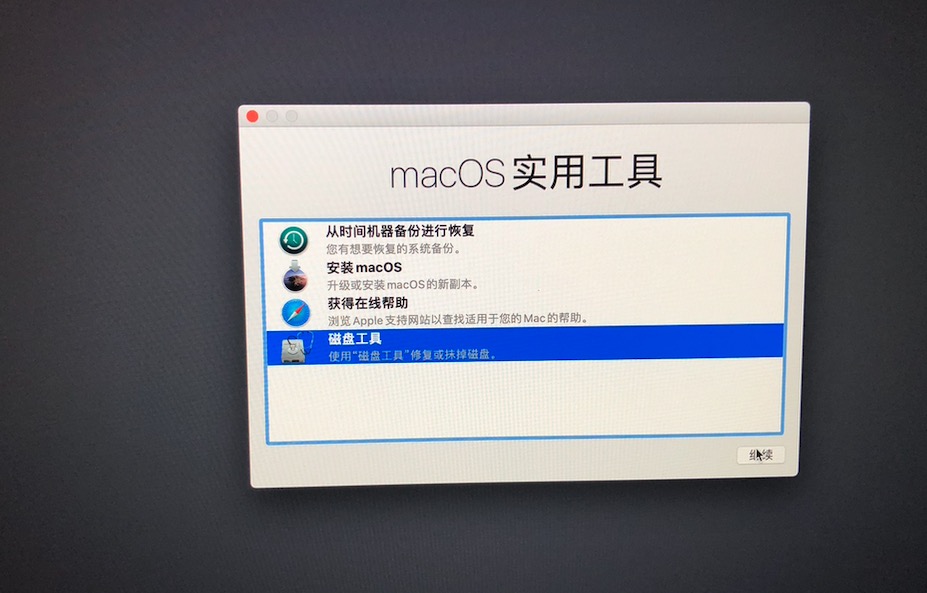 macOS 实用工具
从时间机器备份进行恢复
您有想要恢复的系统备份。
安装 macOS
升级或安装 macOS 的新副本。
获得在线帮助
浏览 Apple 支持网站以查找适用于您的 Mac 的帮助。
磁盘工具
使用“磁盘工具”修复或抹掉磁盘。
继续